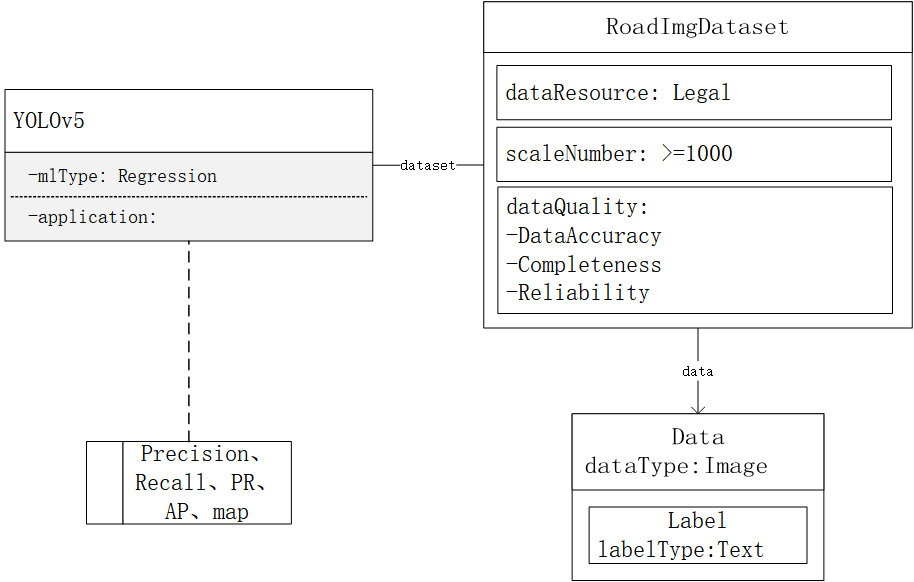 RoadImgDataset
dataResource: Legal
scaleNumber: >=1000
dataQuality:
-DataAccuracy
-Completeness
-Reliability
YOLOv5
-mlType: Regression
-application:
dataset
data
Precision、
Recall、PR、
AP、map
Data
dataType:Image
Label
labelType:Text